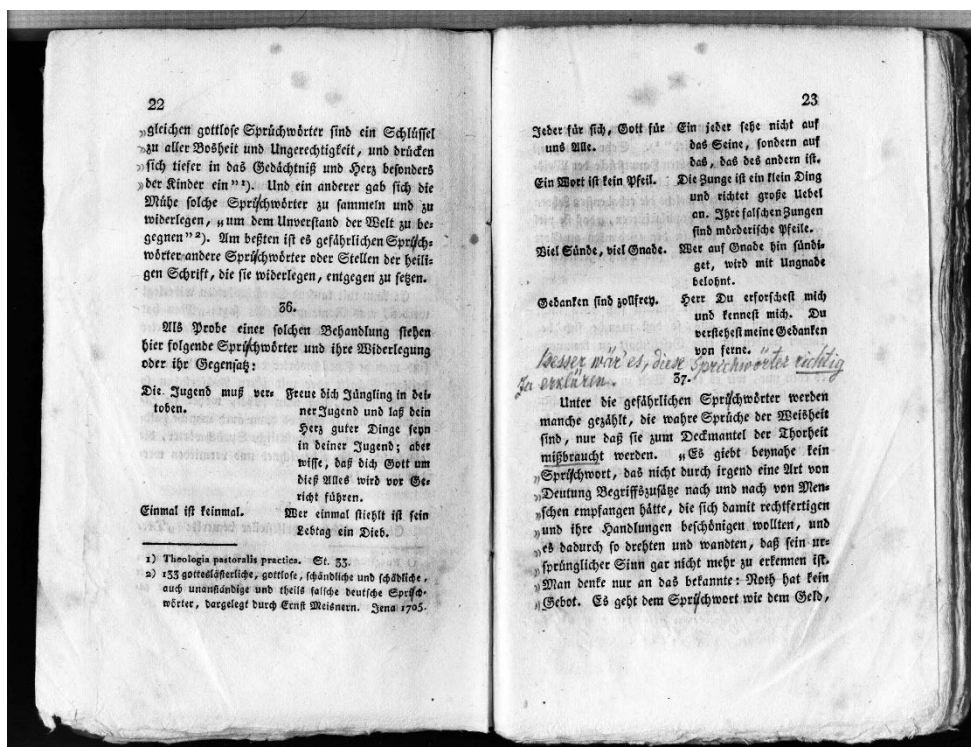 22
„gleichen gottlose Sprüchwörter sind ein Schlüssel
„zu aller Bosheit und Ungerechtigkeit, und drücken
„sich tiefer in das Gedächtniß und Herz besonders
„der Kinder ein" 1). Und ein anderer gab sich die
Mühe solche Sprichwörter zu sammeln und zu
widerlegen, „um dem Unverstand der Welt zu be-
gegnen" 2). Am beßten ist es gefährlichen Sprich-
wörter andere Sprichwörter oder Stellen der heili-
gen Schrift, die sie widerlegen, entgegen zu setzen.
36.
Als Probe einer solchen Behandlung stehen
hier folgende Sprichwörter und ihre Widerlegung
oder ihr Gegensatz:
Die Jugend muß ver- Freue dich Jüngling in dei-
toben. ner Jugend und laß dein
Herz guter Dinge seyn
in deiner Jugend; aber
wisse, daß dich Gott um
dieß Alles wird vor Ge-
richt führen.
Einmal ist keinmal. Wer einmal stiehlt ist sein
Lebtag ein Dieb.
1) Theologia pastoralis practica. St. 33.
2) 133 gotteslästerliche, gottlose, schändliche und schädliche,
auch unanständige und theils falsche deutsche Sprich-
wörter, dargelegt durch Ernst Meisnern. Jena 1705.
23
Jeder für sich, Gott für Ein jeder sehe nicht auf
uns Alle. das Seine, sondern auf
das, das des andern ist.
Ein Wort ist kein Pfeil. Die Zunge ist ein klein Ding
und richtet große Uebel
an. Ihre falschen Zungen
sind mörderische Pfeile.
Viel Sünde, viel Gnade. Wer auf Gnade hin sündi-
get, wird mit Ungnade
belohnt.
Gedanken sind zollfrey. Herr Du erforschest mich
und kennest mich. Du
verstehest meine Gedanken
von ferne.
besser wär' es, diese Sprichwörter richtig
zu erklären.
37.
Unter die gefährlichen Sprichwörter werden
manche gezählt, die wahre Sprüche der Weisheit
sind, nur daß sie zum Deckmantel der Thorheit
mißbraucht werden. „Es giebt beynahe kein
„Sprichwort, das nicht durch irgend eine Art von
„Deutung Begriffszusätze nach und nach von Men-
„schen empfangen hätte, die sich damit rechtfertigen
„und ihre Handlungen beschönigen wollten, und
„es dadurch so drehten und wandten, daß sein ur-
„sprünglicher Sinn gar nicht mehr zu erkennen ist.
„Man denke nur an das bekannte: Noth hat kein
„Gebot. Es geht dem Sprichwort wie dem Geld,